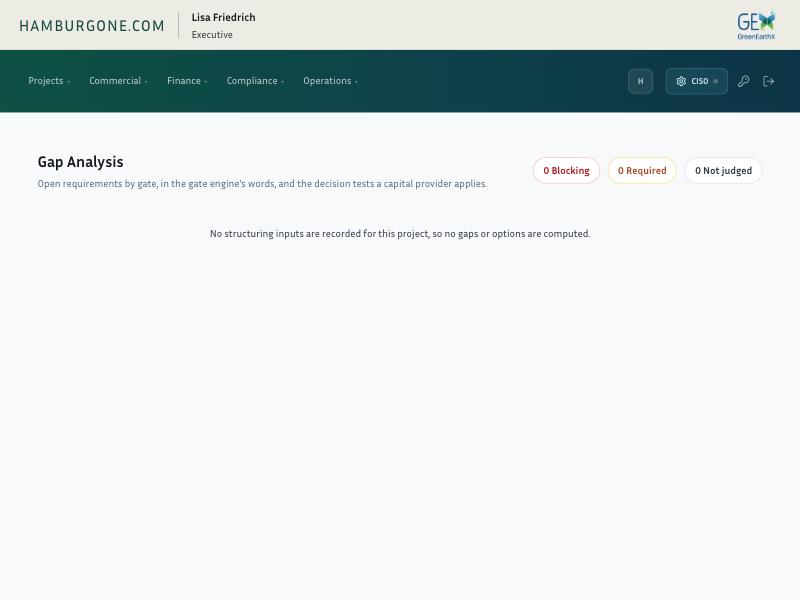 HAMBURGONE.COM
Lisa Friedrich
Executive
GEX
GreenEarthX
Projects
Commercial
Finance
Compliance
Operations
H
CISO
Gap Analysis
Open requirements by gate, in the gate engine's words, and the decision tests a capital provider applies.
0 Blocking
0 Required
0 Not judged
No structuring inputs are recorded for this project, so no gaps or options are computed.